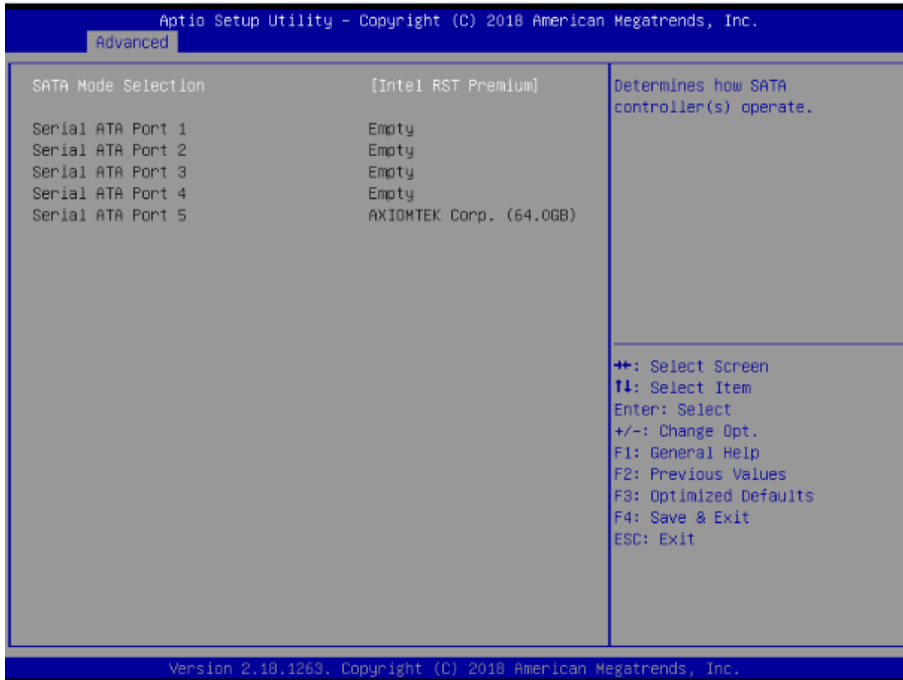 Aptio Setup Utility – Copyright (C) 2018 American Megatrends, Inc.
Advanced
SATA Mode Selection [Intel RST Premium]
Serial ATA Port 1 Empty
Serial ATA Port 2 Empty
Serial ATA Port 3 Empty
Serial ATA Port 4 Empty
Serial ATA Port 5 AXIOMTEK Corp. (64.0GB)
Determines how SATA
controller(s) operate.
→←: Select Screen
↑↓: Select Item
Enter: Select
+/-: Change Opt.
F1: General Help
F2: Previous Values
F3: Optimized Defaults
F4: Save & Exit
ESC: Exit
Version 2.18.1263. Copyright (C) 2018 American Megatrends, Inc.